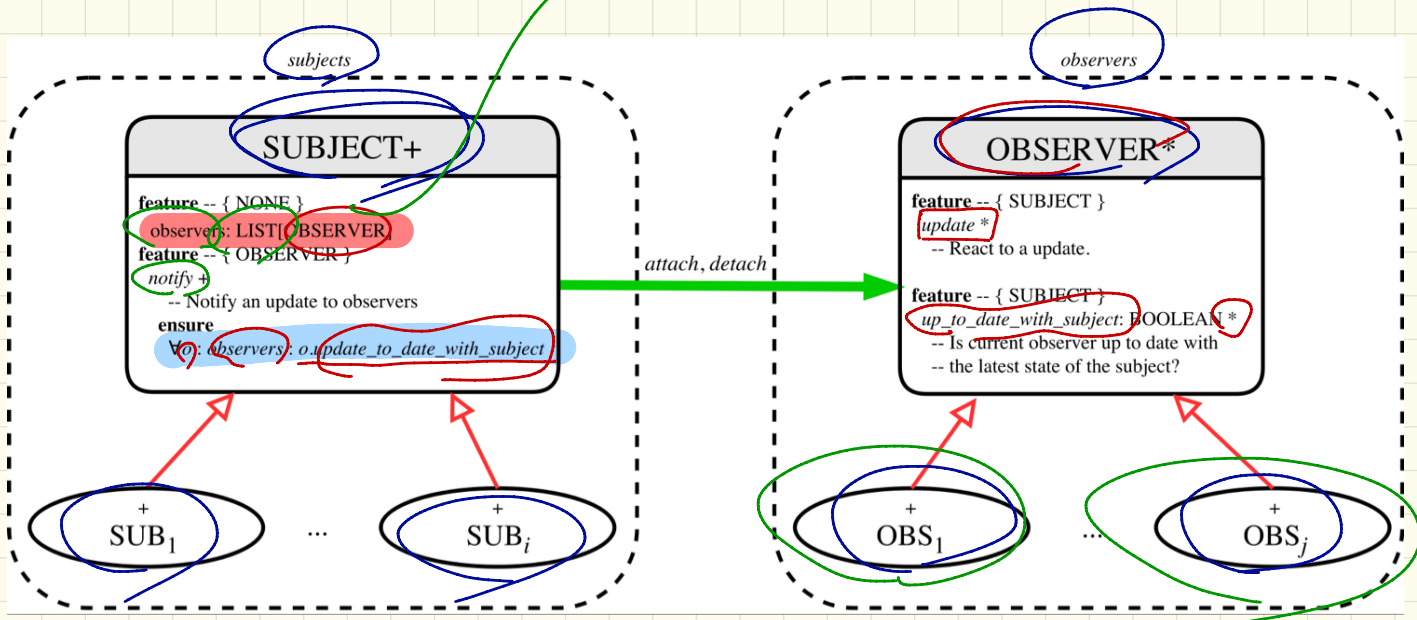 subjects
SUBJECT+
feature -- { NONE }
observers: LIST[OBSERVER]
feature -- { OBSERVER }
notify +
-- Notify an update to observers
ensure
∀o : observers : o.update_to_date_with_subject
+
SUB1
...
+
SUBi
attach, detach
observers
OBSERVER*
feature -- { SUBJECT }
update *
-- React to a update.
feature -- { SUBJECT }
up_to_date_with_subject: BOOLEAN *
-- Is current observer up to date with
-- the latest state of the subject?
+
OBS1
...
+
OBSj